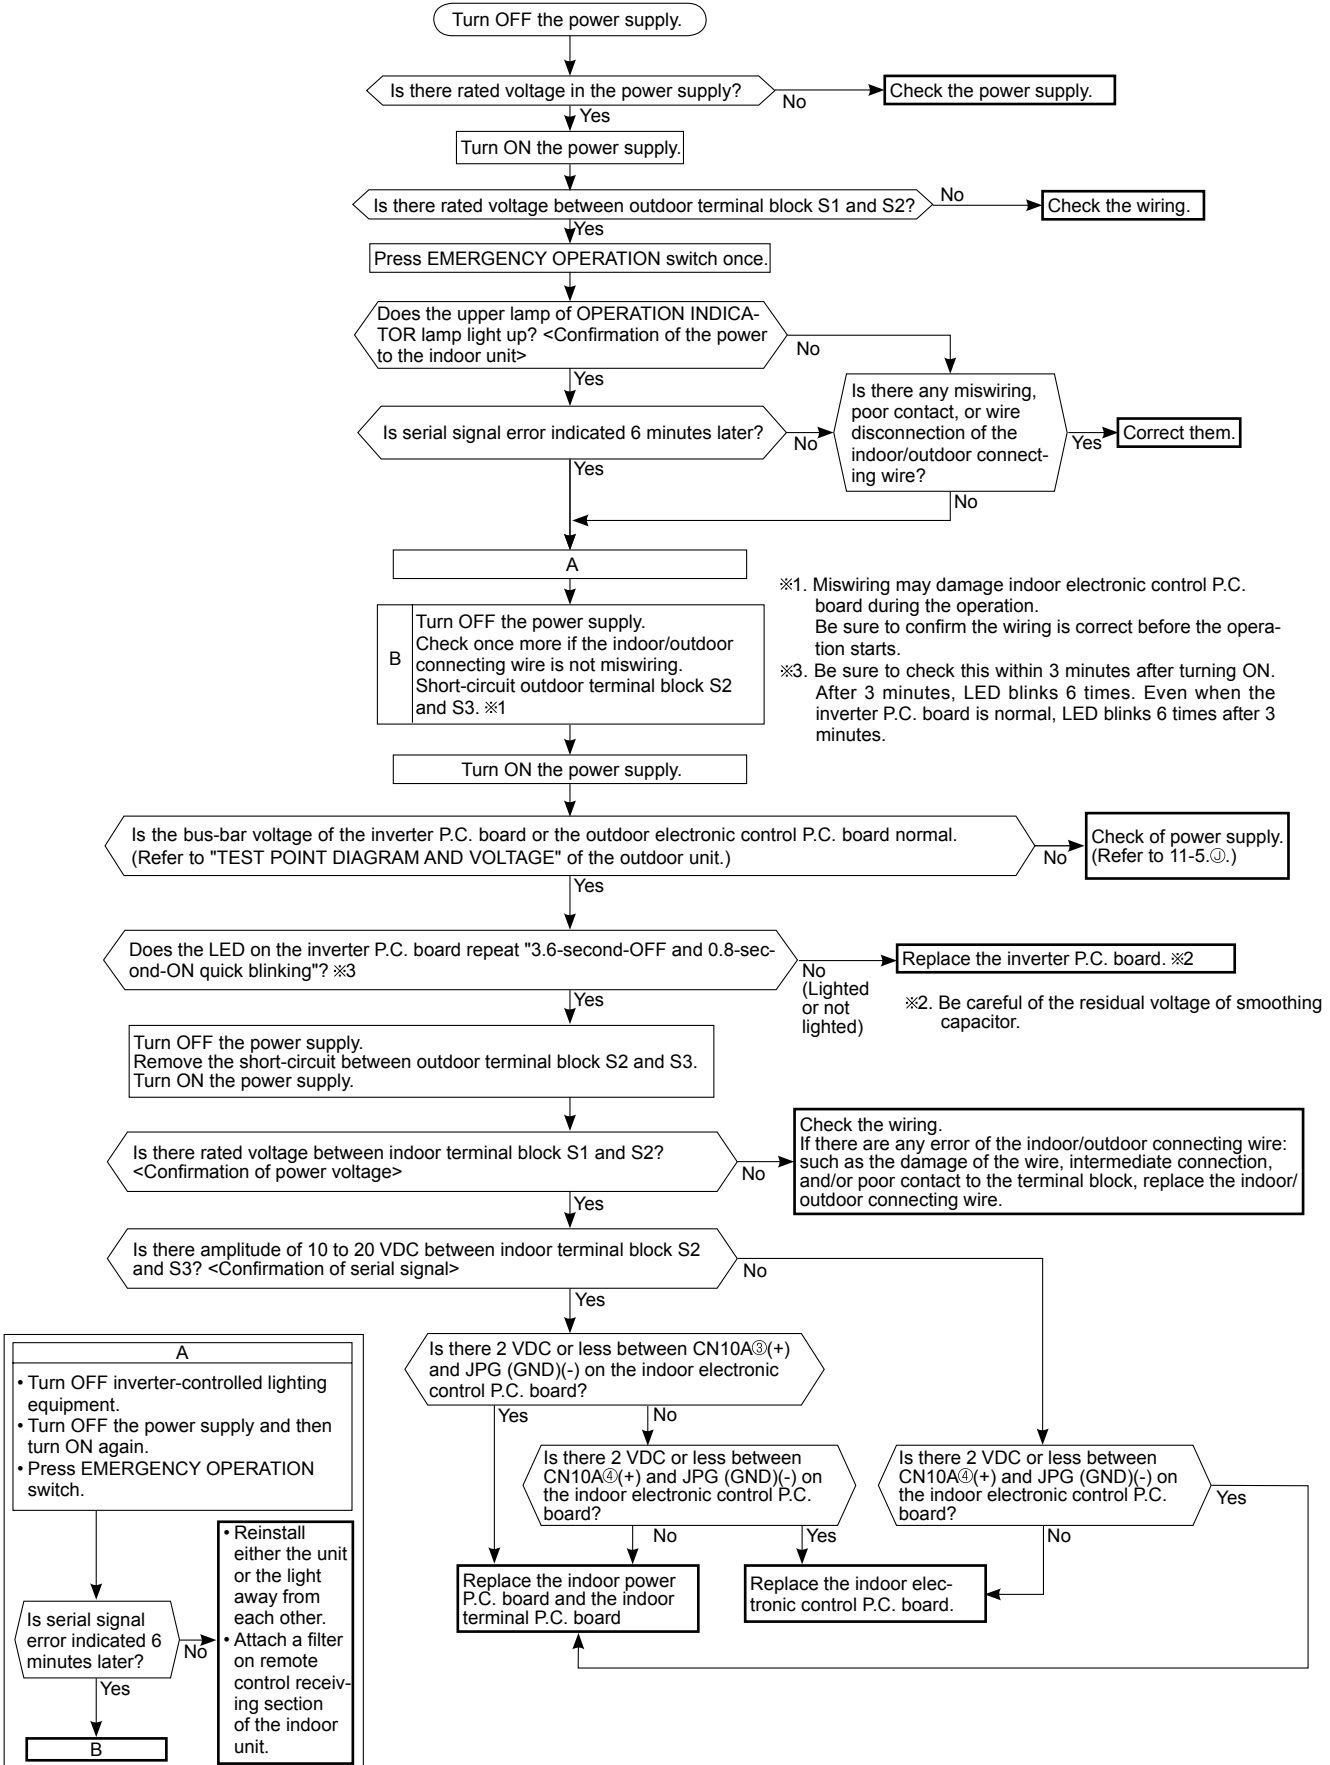 Turn OFF the power supply.
Is there rated voltage in the power supply?
No
Check the power supply.
Yes
Turn ON the power supply.
Is there rated voltage between outdoor terminal block S1 and S2?
No
Check the wiring.
Yes
Press EMERGENCY OPERATION switch once.
Does the upper lamp of OPERATION INDICA-
TOR lamp light up? <Confirmation of the power
to the indoor unit>
No
Yes
Is there any miswiring,
poor contact, or wire
disconnection of the
indoor/outdoor connect-
ing wire?
Yes
Correct them.
No
Is serial signal error indicated 6 minutes later?
No
Yes
A
B
Turn OFF the power supply.
Check once more if the indoor/outdoor
connecting wire is not miswiring.
Short-circuit outdoor terminal block S2
and S3. ※1
※1. Miswiring may damage indoor electronic control P.C.
board during the operation.
Be sure to confirm the wiring is correct before the opera-
tion starts.
※3. Be sure to check this within 3 minutes after turning ON.
After 3 minutes, LED blinks 6 times. Even when the
inverter P.C. board is normal, LED blinks 6 times after 3
minutes.
Turn ON the power supply.
Is the bus-bar voltage of the inverter P.C. board or the outdoor electronic control P.C. board normal.
(Refer to "TEST POINT DIAGRAM AND VOLTAGE" of the outdoor unit.)
No
Check of power supply.
(Refer to 11-5.Ⓙ.)
Yes
Does the LED on the inverter P.C. board repeat "3.6-second-OFF and 0.8-sec-
ond-ON quick blinking"? ※3
No
(Lighted
or not
lighted)
Replace the inverter P.C. board. ※2
※2. Be careful of the residual voltage of smoothing
capacitor.
Yes
Turn OFF the power supply.
Remove the short-circuit between outdoor terminal block S2 and S3.
Turn ON the power supply.
Is there rated voltage between indoor terminal block S1 and S2?
<Confirmation of power voltage>
No
Check the wiring.
If there are any error of the indoor/outdoor connecting wire:
such as the damage of the wire, intermediate connection,
and/or poor contact to the terminal block, replace the indoor/
outdoor connecting wire.
Yes
Is there amplitude of 10 to 20 VDC between indoor terminal block S2
and S3? <Confirmation of serial signal>
No
Yes
Is there 2 VDC or less between CN10A③(+)
and JPG (GND)(-) on the indoor electronic
control P.C. board?
Yes
No
Is there 2 VDC or less between
CN10A④(+) and JPG (GND)(-) on
the indoor electronic control P.C.
board?
No
Yes
Is there 2 VDC or less between
CN10A④(+) and JPG (GND)(-) on
the indoor electronic control P.C.
board?
Yes
No
Replace the indoor power
P.C. board and the indoor
terminal P.C. board
Replace the indoor elec-
tronic control P.C. board.
A
• Turn OFF inverter-controlled lighting
equipment.
• Turn OFF the power supply and then
turn ON again.
• Press EMERGENCY OPERATION
switch.
Is serial signal
error indicated 6
minutes later?
No
• Reinstall
either the unit
or the light
away from
each other.
• Attach a filter
on remote
control receiv-
ing section
of the indoor
unit.
Yes
B